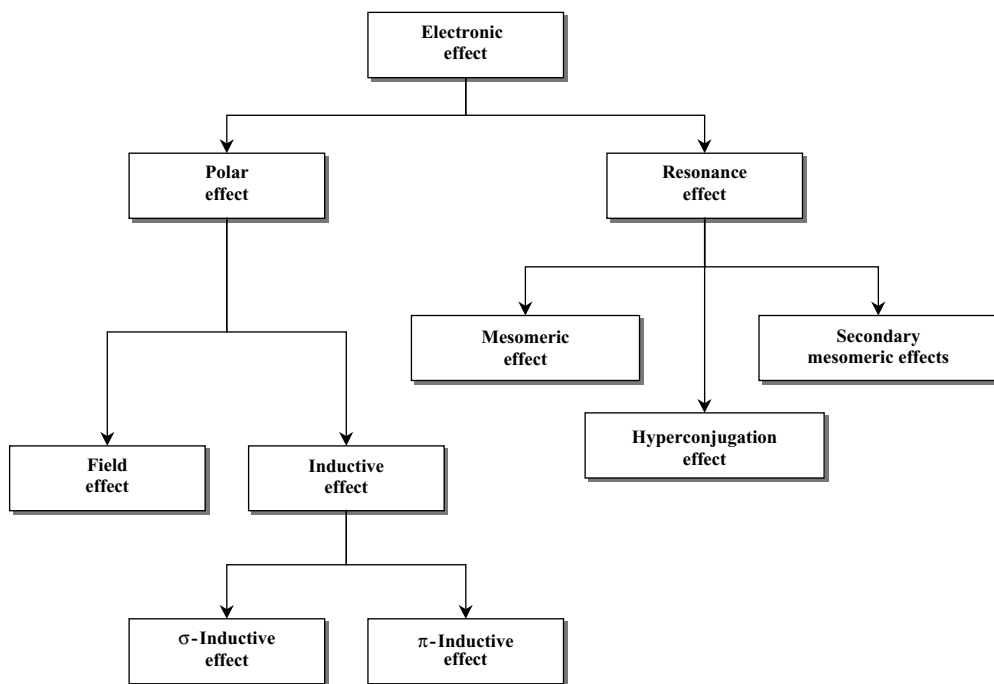 Electronic
effect
Polar
effect
Resonance
effect
Mesomeric
effect
Secondary
mesomeric effects
Hyperconjugation
effect
Field
effect
Inductive
effect
σ-Inductive
effect
π-Inductive
effect